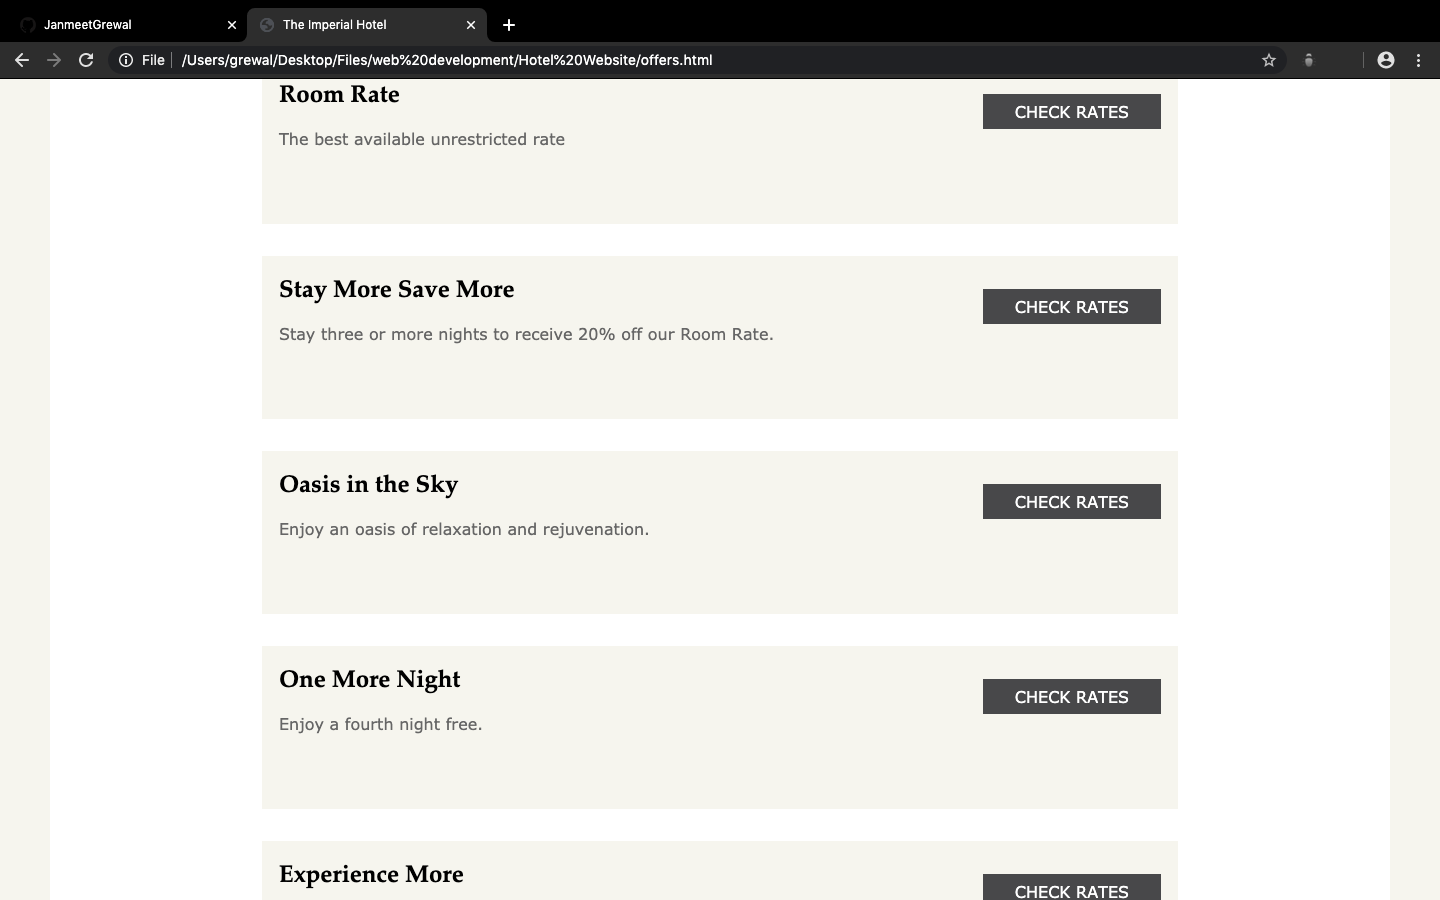 JanmeetGrewal
The Imperial Hotel
File /Users/grewal/Desktop/Files/web%20development/Hotel%20Website/offers.html
Room Rate
CHECK RATES
The best available unrestricted rate
Stay More Save More
CHECK RATES
Stay three or more nights to receive 20% off our Room Rate.
Oasis in the Sky
CHECK RATES
Enjoy an oasis of relaxation and rejuvenation.
One More Night
CHECK RATES
Enjoy a fourth night free.
Experience More
CHECK RATES